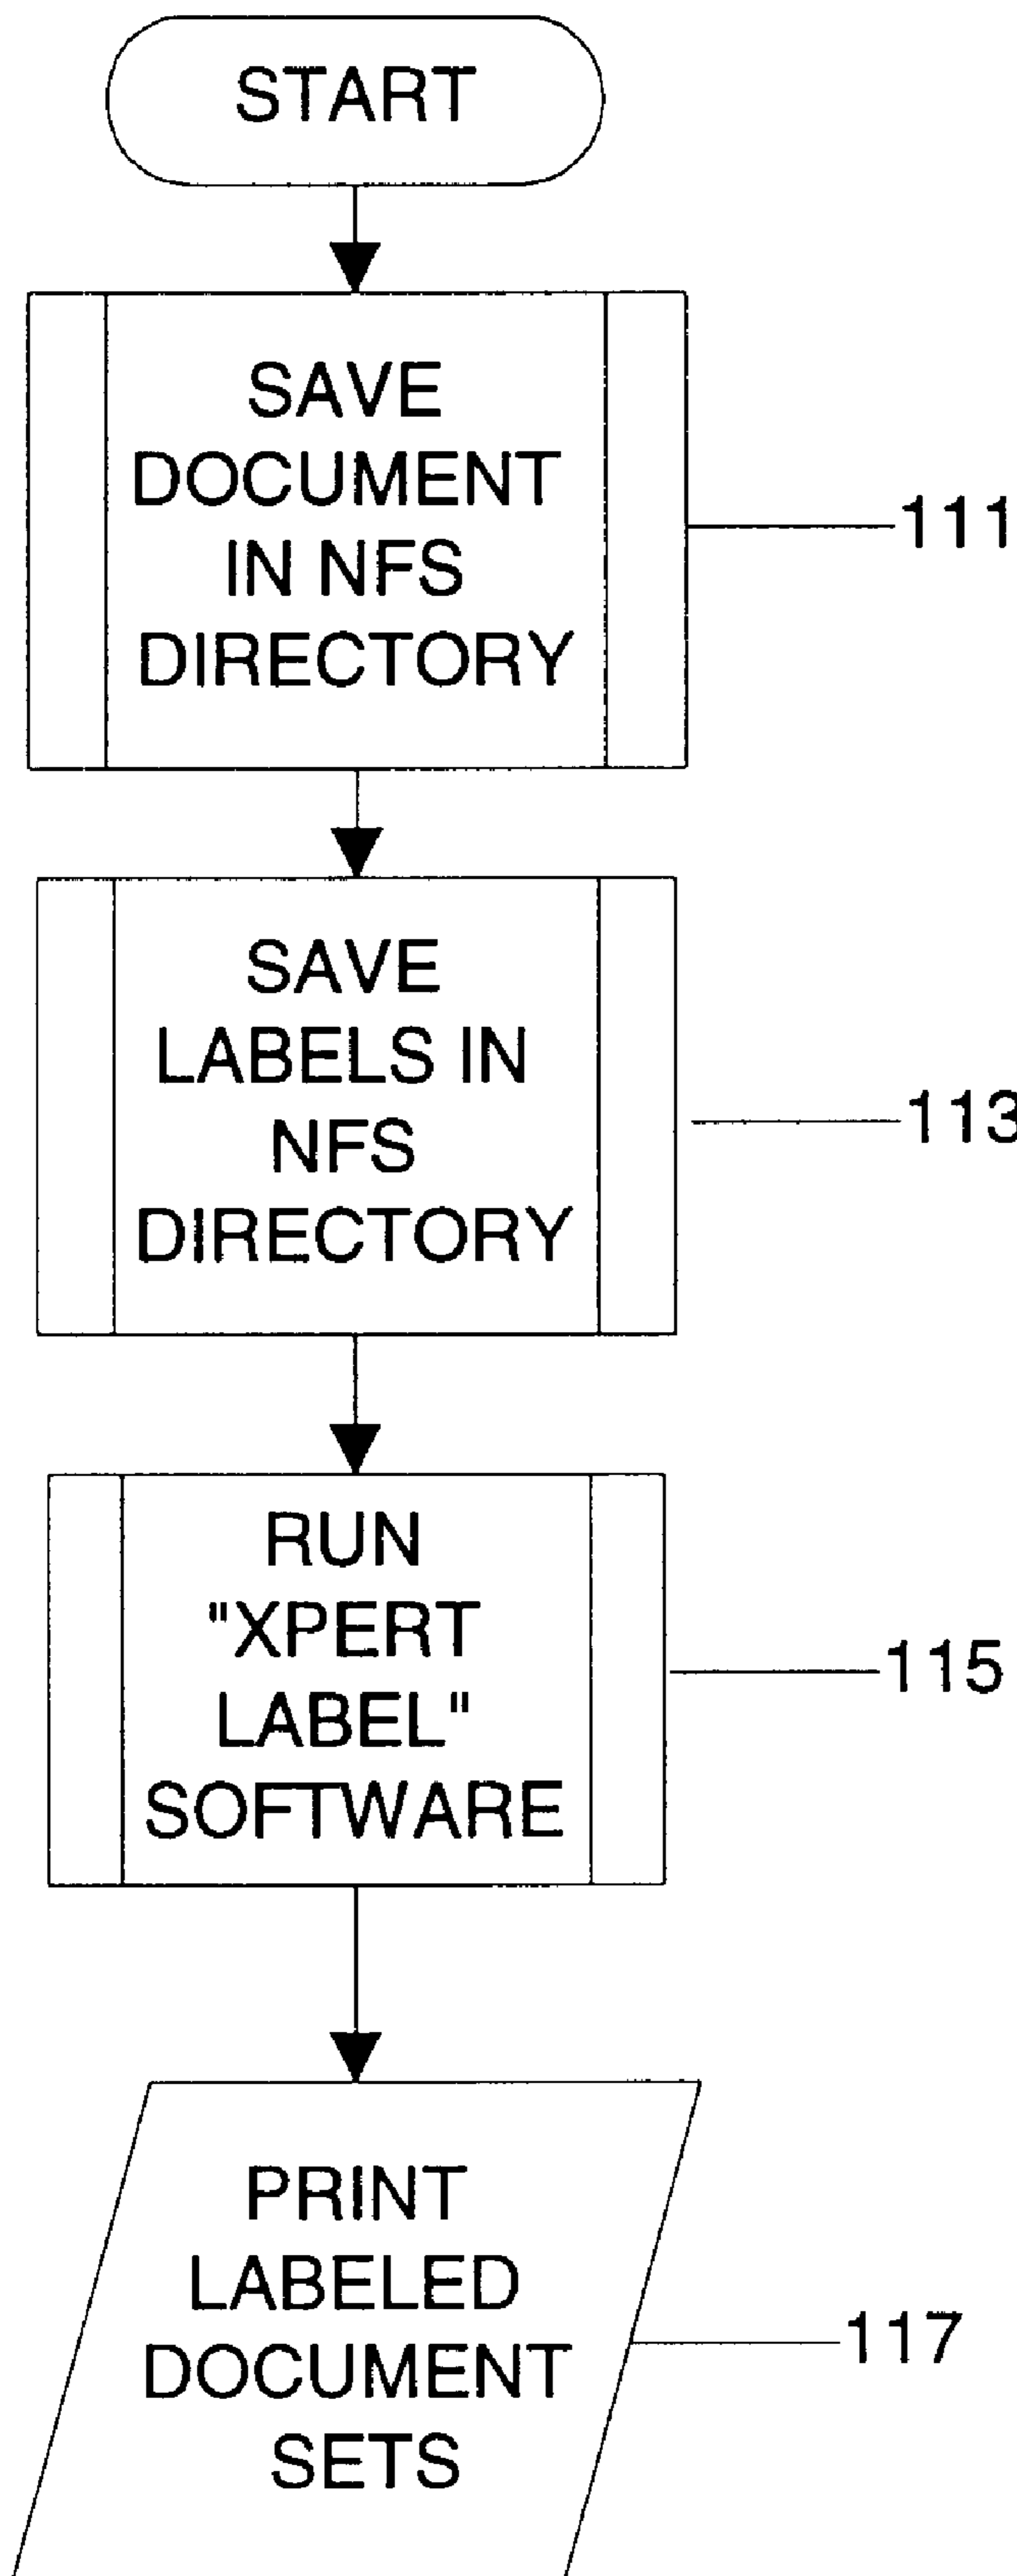 START
SAVE
DOCUMENT
IN NFS
DIRECTORY
111
SAVE
LABELS IN
NFS
DIRECTORY
113
RUN
"XPERT
LABEL"
SOFTWARE
115
PRINT
LABELED
DOCUMENT
SETS
117